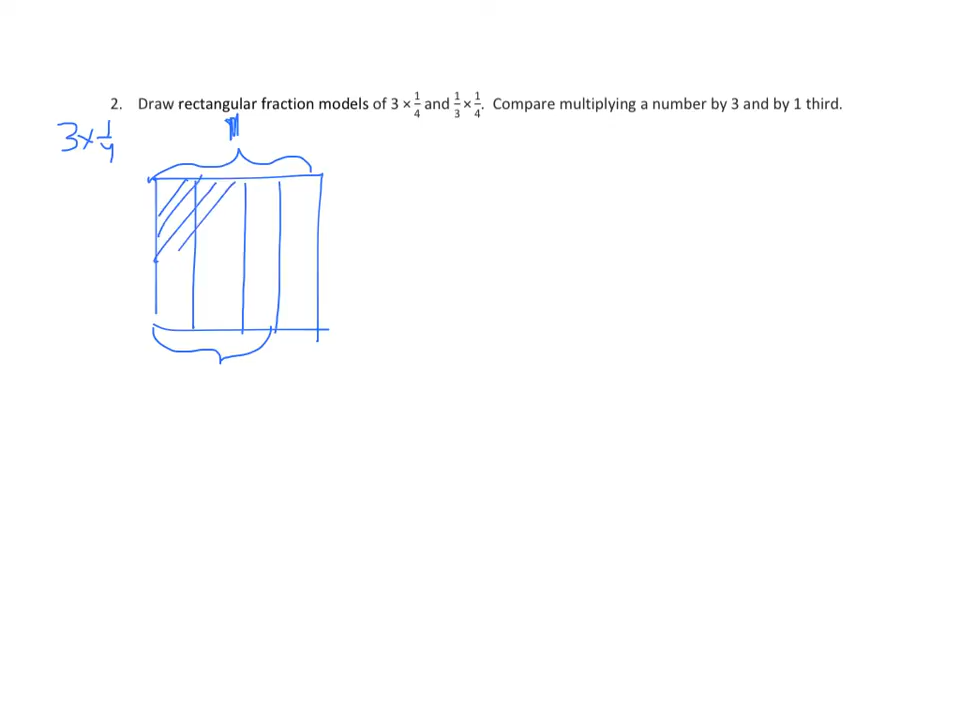 2. Draw rectangular fraction models of 3 × 1/4 and 1/3 × 1/4. Compare multiplying a number by 3 and by 1 third.
3 × 1/4